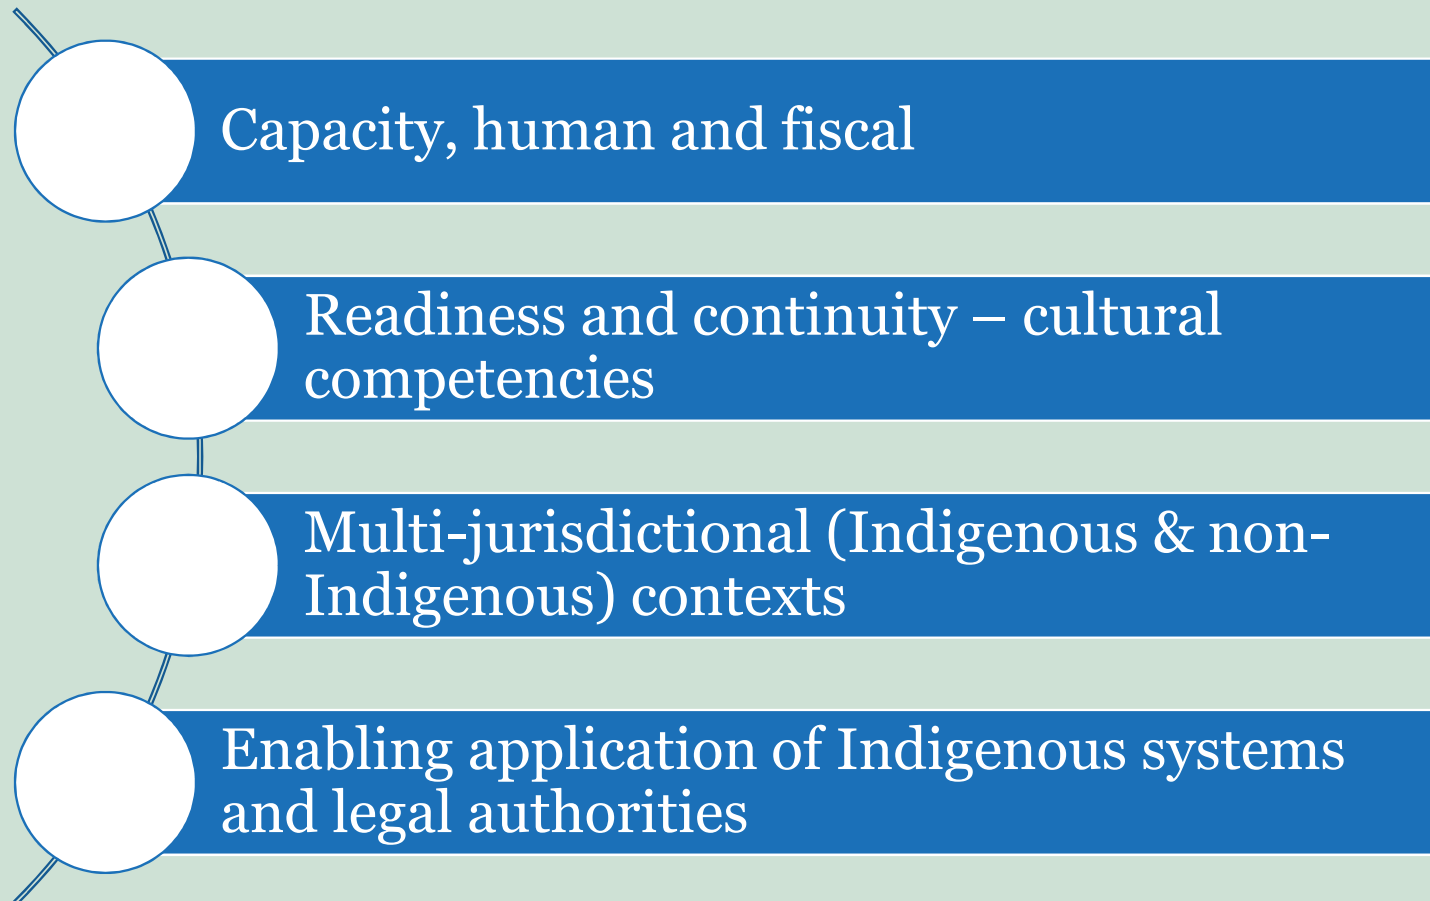 Capacity, human and fiscal
Readiness and continuity – cultural
competencies
Multi-jurisdictional (Indigenous & non-
Indigenous) contexts
Enabling application of Indigenous systems
and legal authorities